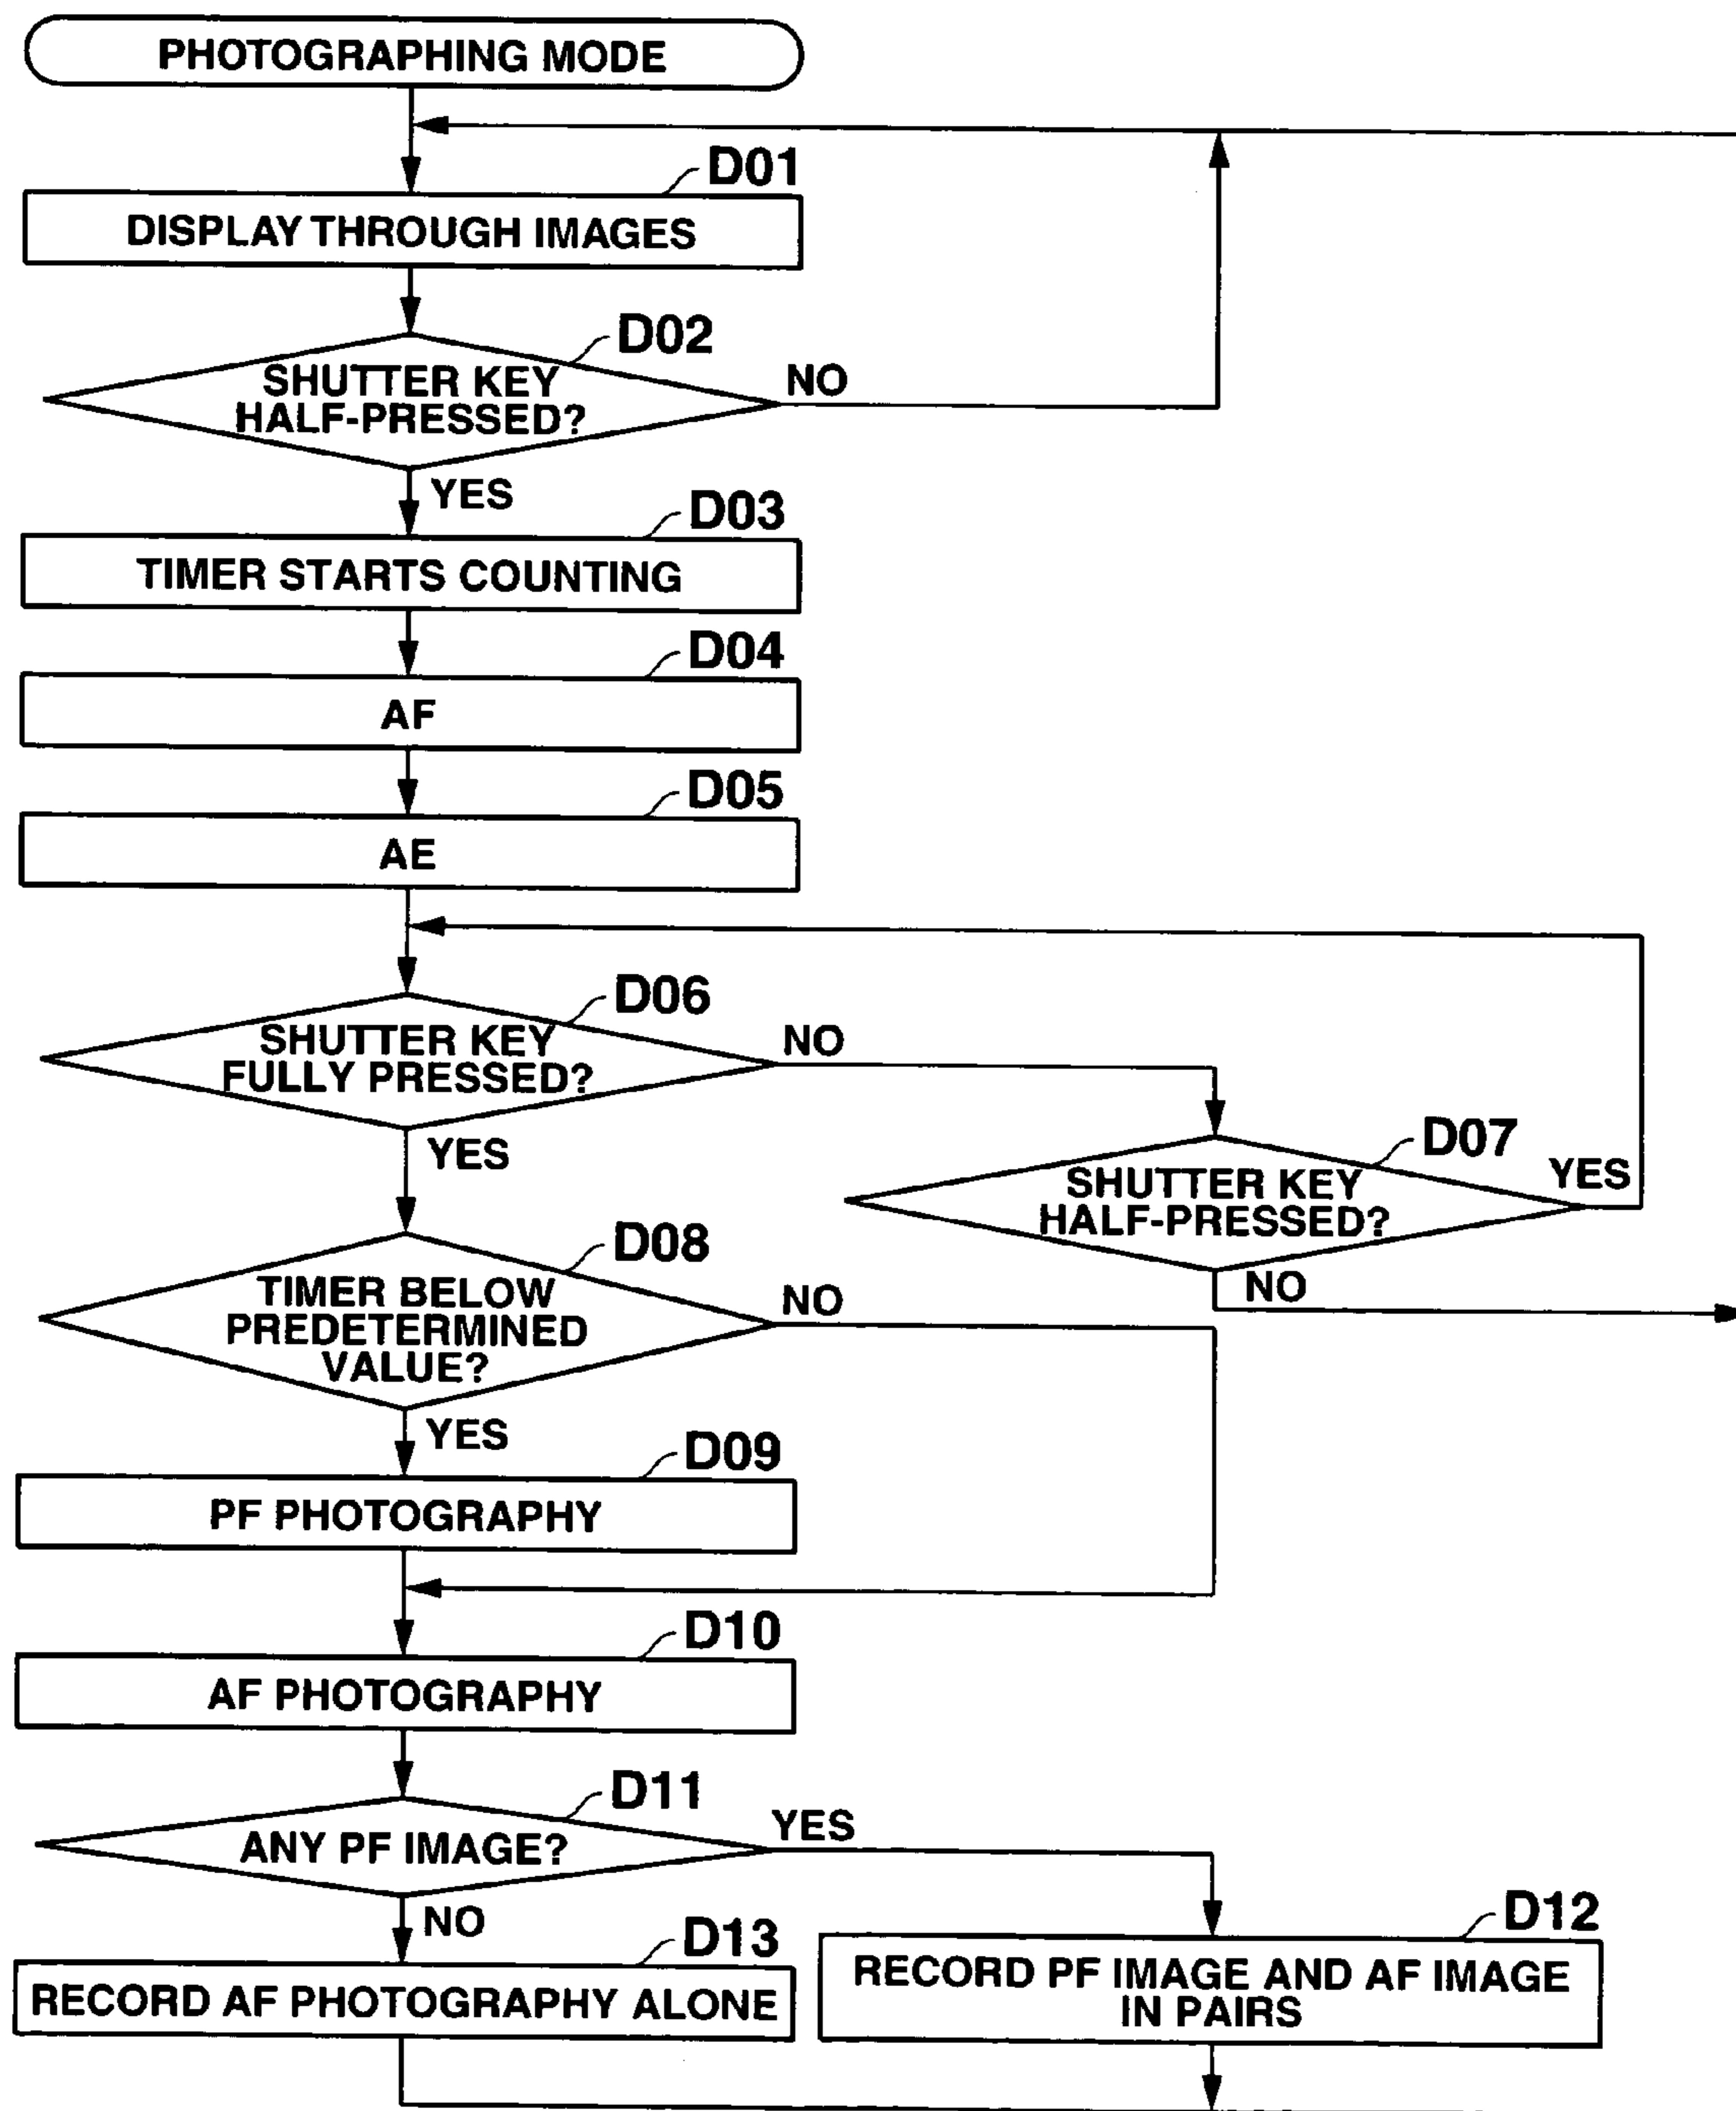 PHOTOGRAPHING MODE
D01
DISPLAY THROUGH IMAGES
D02
SHUTTER KEY
HALF-PRESSED?
NO
YES
D03
TIMER STARTS COUNTING
D04
AF
D05
AE
D06
SHUTTER KEY
FULLY PRESSED?
NO
YES
D07
SHUTTER KEY
HALF-PRESSED?
YES
NO
D08
TIMER BELOW
PREDETERMINED
VALUE?
NO
YES
D09
PF PHOTOGRAPHY
D10
AF PHOTOGRAPHY
D11
ANY PF IMAGE?
YES
NO
D12
RECORD PF IMAGE AND AF IMAGE
IN PAIRS
D13
RECORD AF PHOTOGRAPHY ALONE